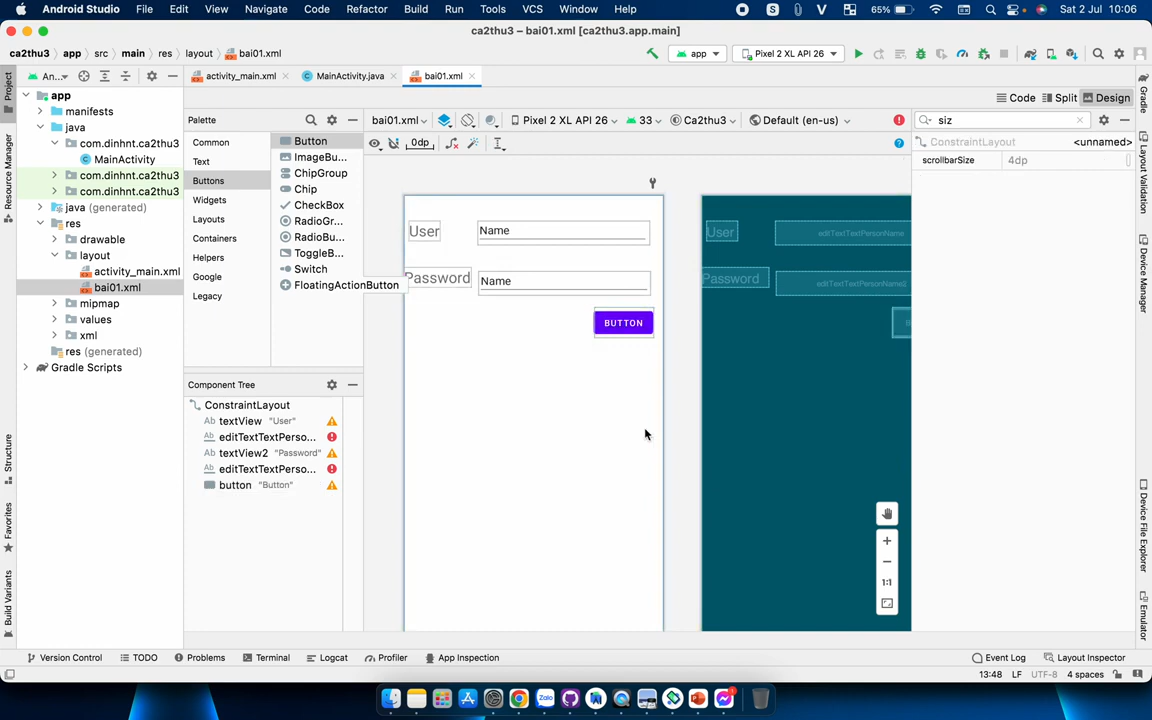 Android Studio File Edit View Navigate Code Refactor Build Run Tools VCS Window Help 65% Sat 2 Jul 10:06
ca2thu3 – bai01.xml [ca2thu3.app.main]
ca2thu3 app src main res layout bai01.xml app Pixel 2 XL API 26
An... activity_main.xml MainActivity.java bai01.xml
Code Split Design
Project
Resource Manager
Structure
Favorites
Build Variants
app
manifests
java
com.dinhnt.ca2thu3
MainActivity
com.dinhnt.ca2thu3
com.dinhnt.ca2thu3
java (generated)
res
drawable
layout
activity_main.xml
bai01.xml
mipmap
values
xml
res (generated)
Gradle Scripts
Palette
Common
Text
Buttons
Widgets
Layouts
Containers
Helpers
Google
Legacy
Button
ImageBu...
ChipGroup
Chip
CheckBox
RadioGr...
RadioBu...
ToggleB...
Switch
FloatingActionButton
Component Tree
ConstraintLayout
Ab textView "User"
Ab editTextTextPerso...
Ab textView2 "Password"
Ab editTextTextPerso...
button "Button"
bai01.xml Pixel 2 XL API 26 33 Ca2thu3 Default (en-us)
0dp
User Name
Password Name
BUTTON
User editTextTextPersonName
Password editTextTextPersonName2
1:1
siz
ConstraintLayout <unnamed>
scrollbarSize 4dp
Gradle
Layout Validation
Device Manager
Device File Explorer
Emulator
Version Control TODO Problems Terminal Logcat Profiler App Inspection Event Log Layout Inspector
13:48 LF UTF-8 4 spaces
Zalo